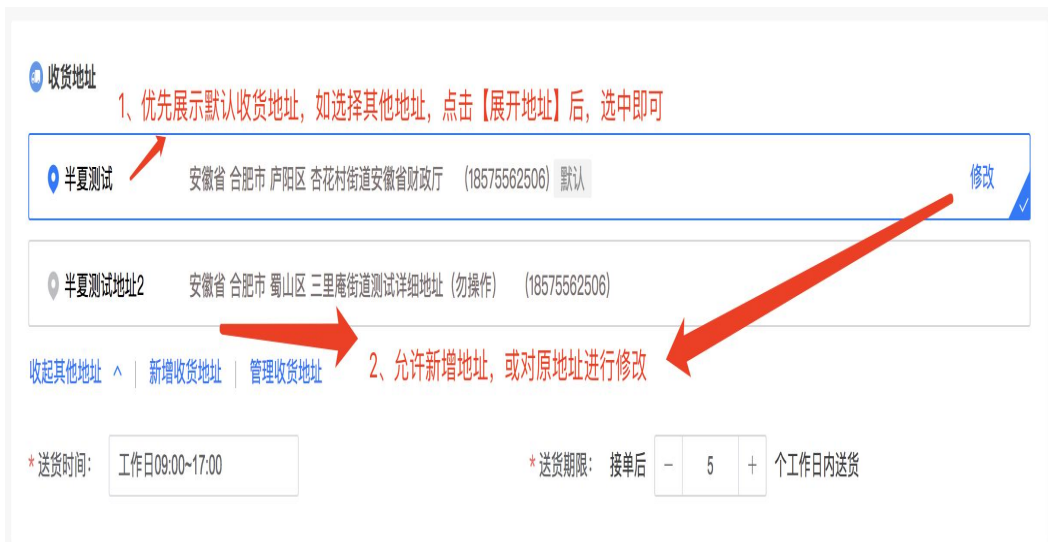 收货地址
1、优先展示默认收货地址，如选择其他地址，点击【展开地址】后，选中即可
半夏测试 安徽省 合肥市 庐阳区 杏花村街道安徽省财政厅 (18575562506) 默认 修改
半夏测试地址2 安徽省 合肥市 蜀山区 三里庵街道测试详细地址（勿操作） (18575562506)
2、允许新增地址，或对原地址进行修改
收起其他地址 ^ | 新增收货地址 | 管理收货地址
*送货时间： 工作日09:00~17:00 *送货期限： 接单后 - 5 + 个工作日内送货